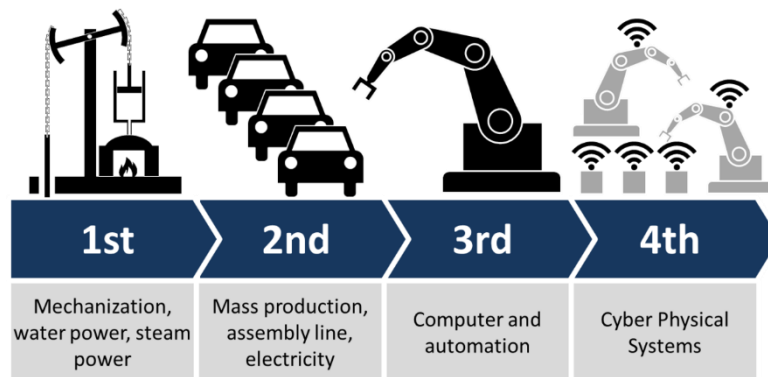 1st
2nd
3rd
4th
Mechanization,
water power, steam
power
Mass production,
assembly line,
electricity
Computer and
automation
Cyber Physical
Systems